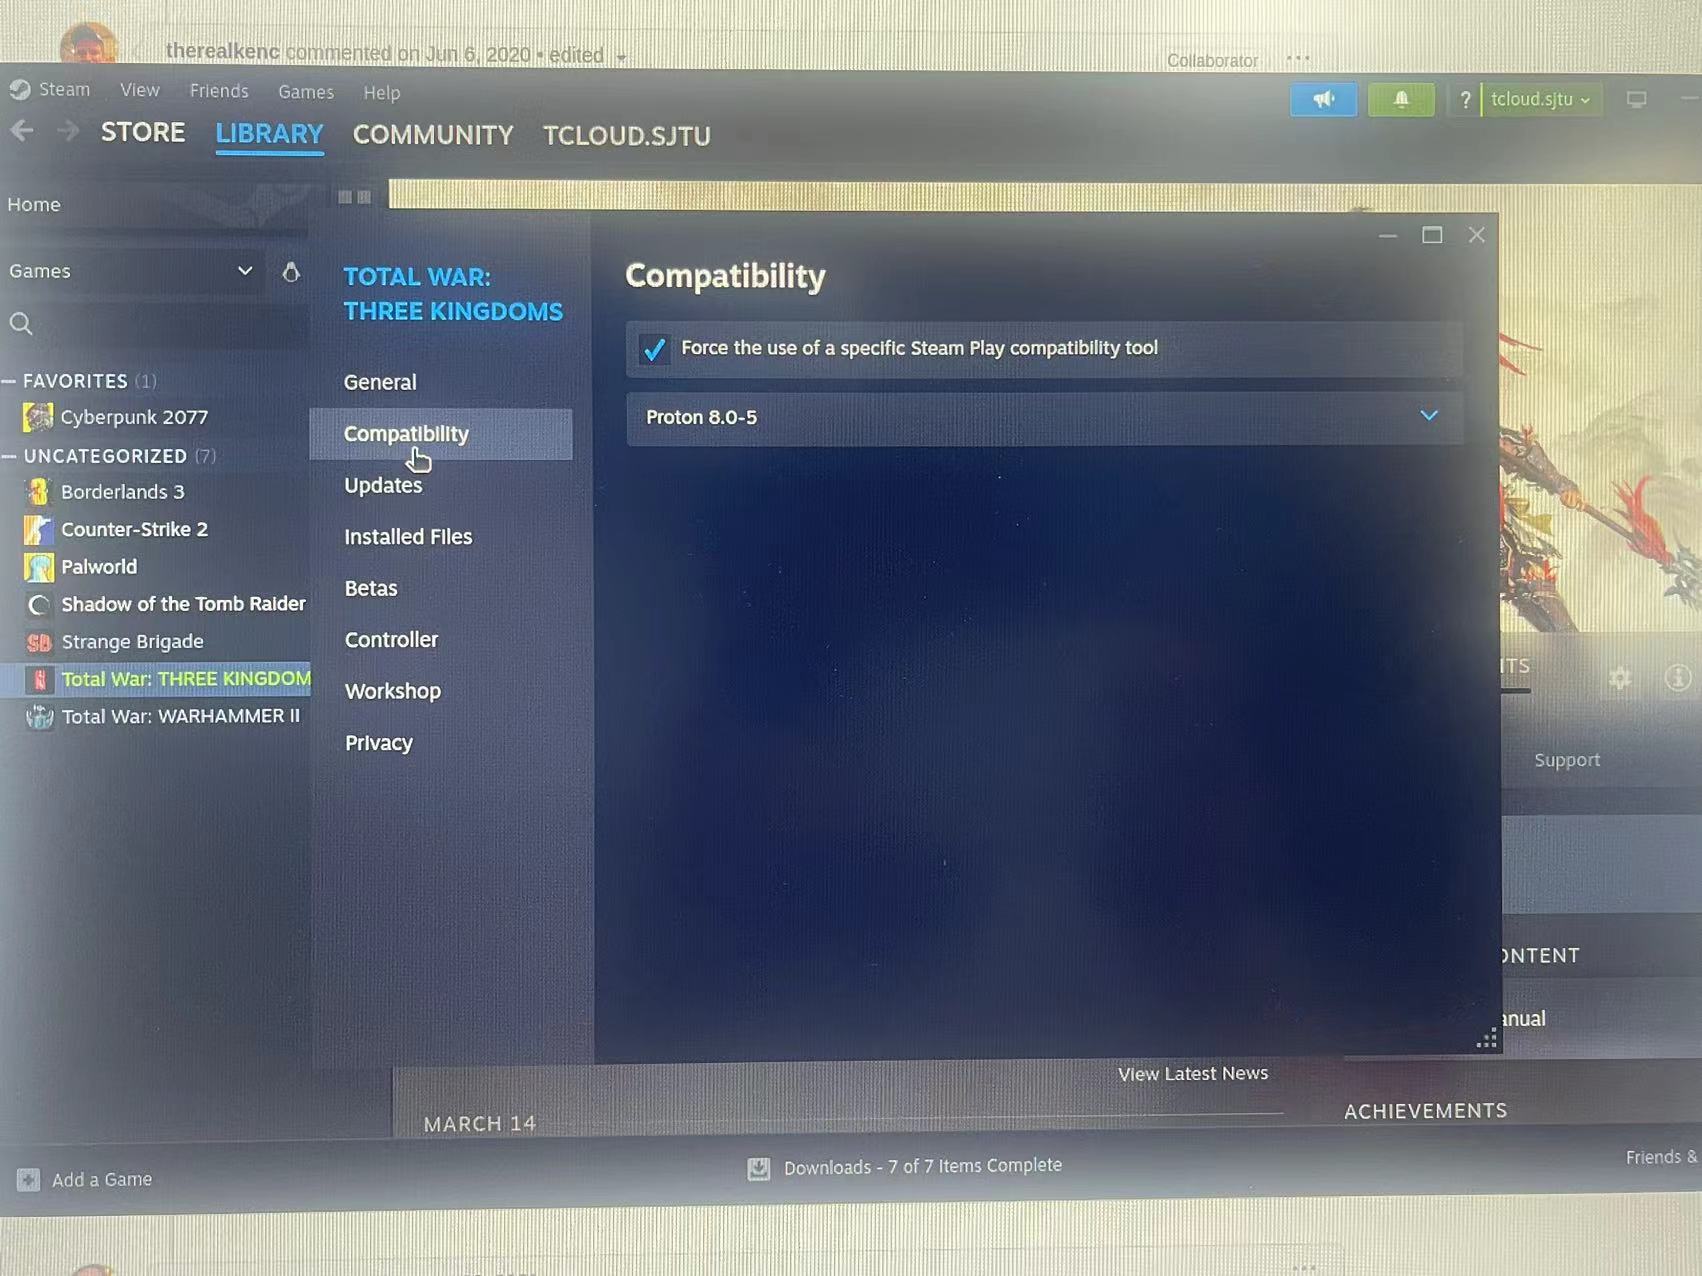 therealkenc commented on Jun 6, 2020 • edited
Collaborator
Steam View Friends Games Help
? tcloud.sjtu
STORE LIBRARY COMMUNITY TCLOUD.SJTU
Home
Games
FAVORITES (1)
Cyberpunk 2077
UNCATEGORIZED (7)
Borderlands 3
Counter-Strike 2
Palworld
Shadow of the Tomb Raider
Strange Brigade
Total War: THREE KINGDOM
Total War: WARHAMMER II
TOTAL WAR:
THREE KINGDOMS
General
Compatibility
Updates
Installed Files
Betas
Controller
Workshop
Privacy
Compatibility
Force the use of a specific Steam Play compatibility tool
Proton 8.0-5
TS
Support
ONTENT
anual
View Latest News
MARCH 14
ACHIEVEMENTS
Add a Game
Downloads - 7 of 7 Items Complete
Friends &